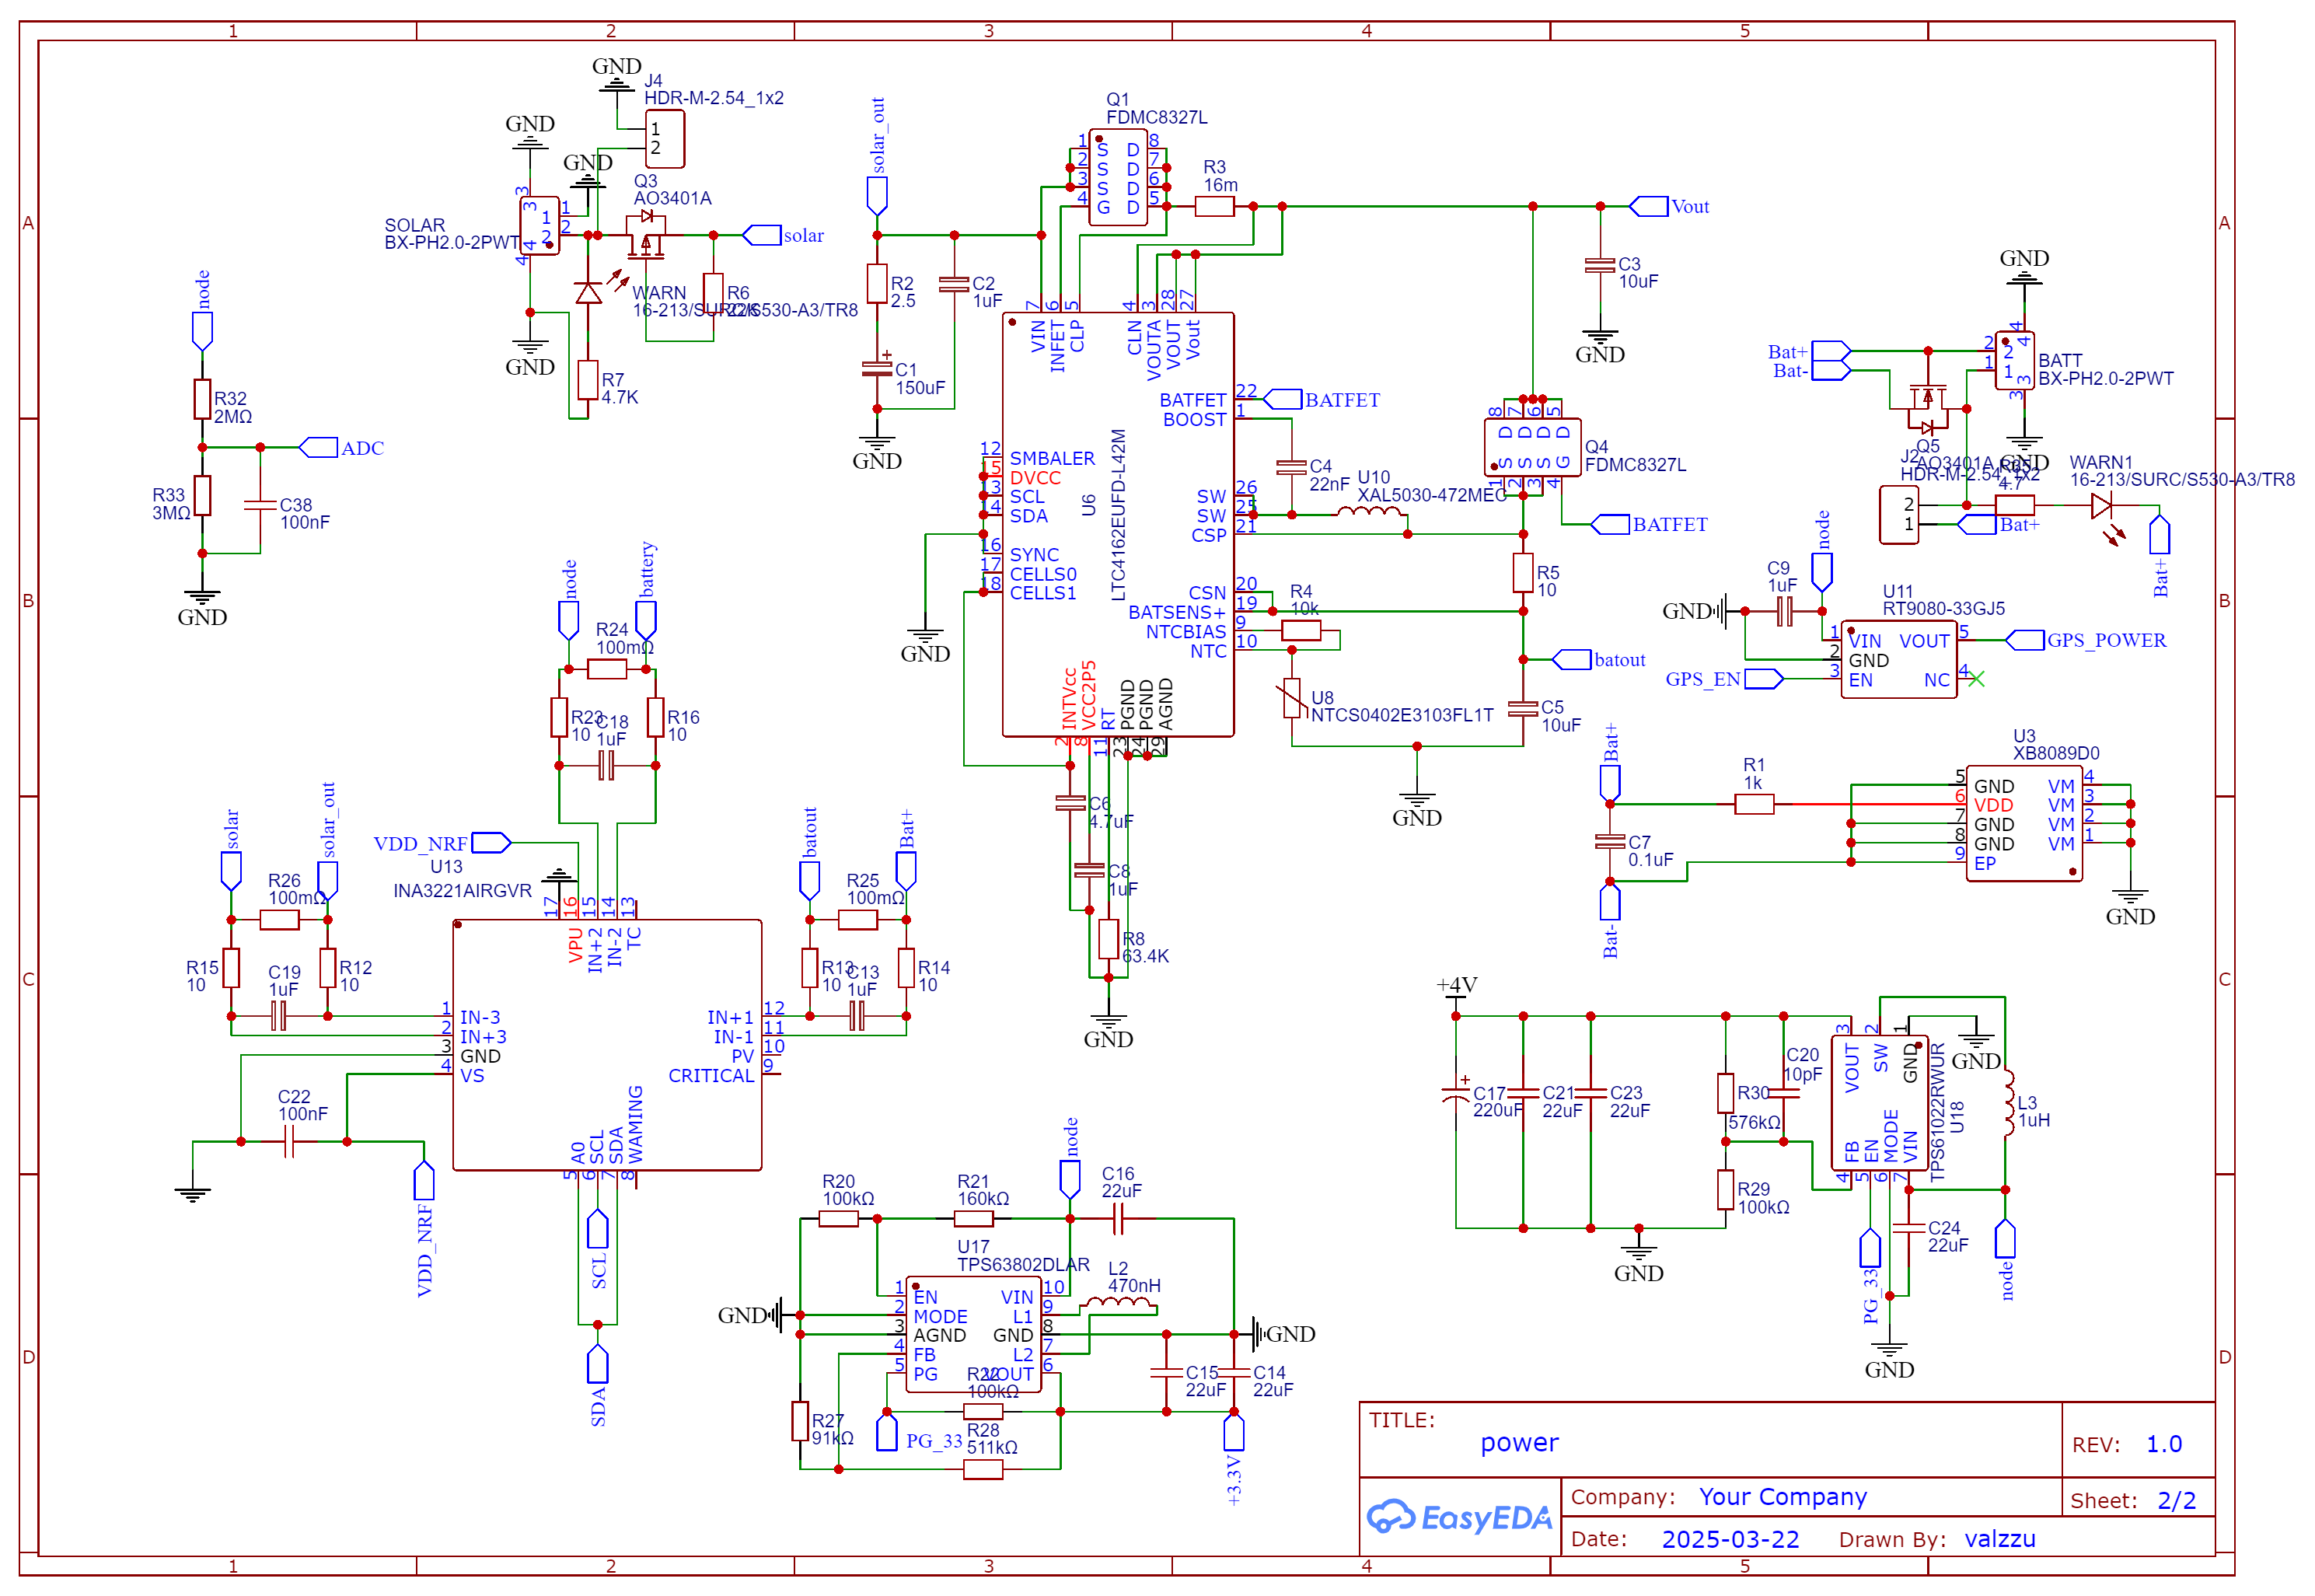 1
2
3
4
5
A
B
C
D
A
B
C
D
1
2
3
4
5
GND
J4
HDR-M-2.54_1x2
1
2
GND
GND
SOLAR
BX-PH2.0-2PWT
3
3
1
2
1
2
4
4
Q3
AO3401A
solar
WARN
16-213/SURC/S530-A3/TR8
R6
22K
GND
R7
4.7K
node
R32
2MΩ
ADC
R33
3MΩ
C38
100nF
GND
solar_out
R2
2.5
C2
1uF
C1
150uF
+
GND
Q1
FDMC8327L
1 S D 8
2 S D 7
3 S D 6
4 G D 5
R3
16m
Vout
C3
10uF
GND
7 6 5 4 3 28 27
VIN
INFET
CLP
CLN
VOUTA
VOUT
Vout
U6
LTC4162EUFD-L42M
12 SMBALER
15 DVCC
13 SCL
14 SDA
16 SYNC
17 CELLS0
18 CELLS1
BATFET 22
BOOST 1
SW 26
SW 25
CSP 21
CSN 20
BATSENS+ 19
NTCBIAS 9
NTC 10
INTVcc
VCC2P5
RT
PGND
PGND
AGND
2 8 11 23 24 29
GND
BATFET
C4
22nF
U10
XAL5030-472MEC
8 7 6 5
D D D D
S S S G
1 2 3 4
Q4
FDMC8327L
BATFET
R5
10
R4
10k
batout
U8
NTCS0402E3103FL1T
C5
10uF
GND
C6
4.7uF
C8
1uF
R8
63.4K
GND
GND
Bat+
Bat-
2
1
2
1
4
4
3
3
BATT
BX-PH2.0-2PWT
Q5
AO3401A
GND
J2
HDR-M-2.54_1x2
2
1
4.7
Bat+
WARN1
16-213/SURC/S530-A3/TR8
Bat+
node
C9
1uF
GND
U11
RT9080-33GJ5
1 VIN VOUT 5
2 GND
3 EN NC 4
GPS_POWER
GPS_EN
Bat+
R1
1k
C7
0.1uF
Bat-
U3
XB8089D0
5 GND VM 4
6 VDD VM 3
7 GND VM 2
8 GND VM 1
9 EP
GND
node
battery
R24
100mΩ
R23
10
C18
1uF
R16
10
VDD_NRF
U13
INA3221AIRGVR
17 16 15 14 13
VPU
IN+2
IN-2
TC
solar
solar_out
R26
100mΩ
R15
10
C19
1uF
R12
10
1 IN-3
2 IN+3
3 GND
4 VS
IN+1 12
IN-1 11
PV 10
CRITICAL 9
A0
SCL
SDA
WAMING
5 6 7 8
batout
Bat+
R25
100mΩ
R13
10
C13
1uF
R14
10
C22
100nF
VDD_NRF
SCL
SDA
node
R20
100kΩ
R21
160kΩ
C16
22uF
U17
TPS63802DLAR
1 EN VIN 10
2 MODE L1 9
3 AGND GND 8
4 FB L2 7
5 PG VOUT 6
L2
470nH
GND
GND
R22
100kΩ
C15
22uF
C14
22uF
R27
91kΩ
PG_33
R28
511kΩ
+3.3V
+4V
+
C17
220uF
C21
22uF
C23
22uF
R30
576kΩ
C20
10pF
R29
100kΩ
GND
3 2 1
VOUT
SW
GND
FB
EN
MODE
VIN
4 5 6 7
TPS61022RWUR
U18
GND
L3
1uH
C24
22uF
PG_33
node
GND
TITLE:
power
REV: 1.0
EasyEDA
Company: Your Company
Sheet: 2/2
Date: 2025-03-22
Drawn By: valzzu